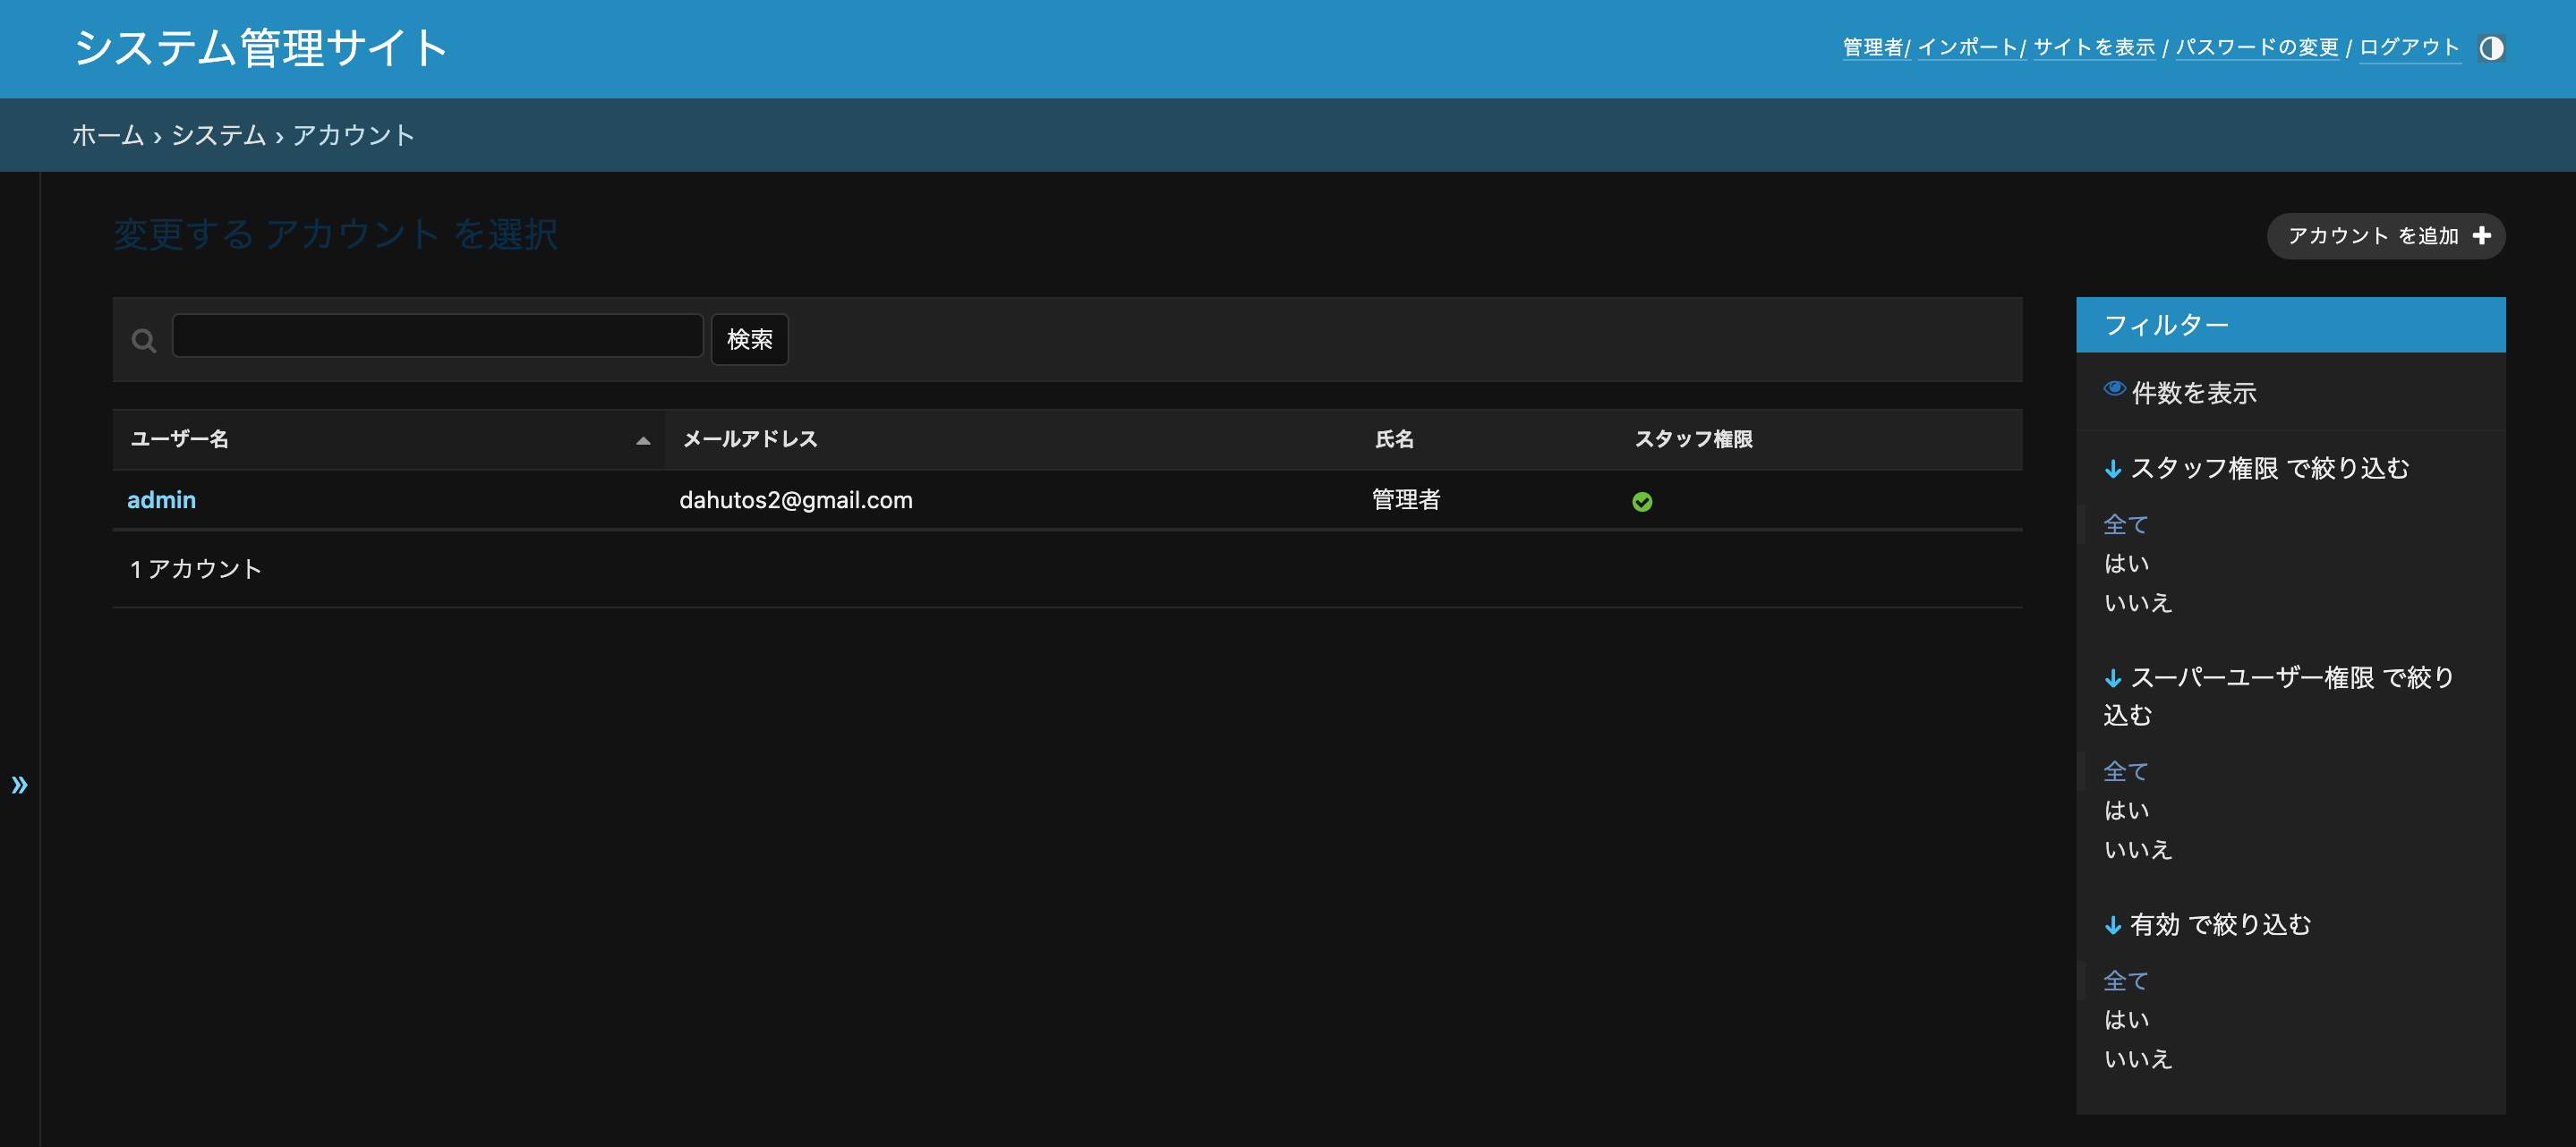 システム管理サイト
管理者/ インポート/ サイトを表示 / パスワードの変更 / ログアウト
ホーム › システム › アカウント
変更する アカウント を選択
アカウント を追加
検索
ユーザー名 メールアドレス 氏名 スタッフ権限
admin dahutos2@gmail.com 管理者
1 アカウント
フィルター
件数を表示
スタッフ権限 で絞り込む
全て
はい
いいえ
スーパーユーザー権限 で絞り
込む
全て
はい
いいえ
有効 で絞り込む
全て
はい
いいえ
»